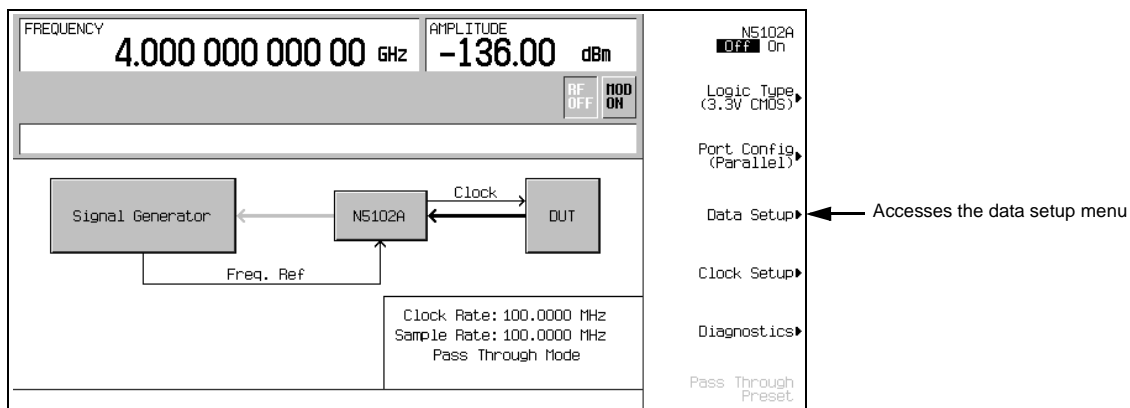 FREQUENCY
4.000 000 000 00 GHz
AMPLITUDE
-136.00 dBm
RF OFF
MOD ON
Signal Generator
N5102A
Clock
DUT
Freq. Ref
Clock Rate: 100.0000 MHz
Sample Rate: 100.0000 MHz
Pass Through Mode
N5102A
Off On
Logic Type
(3.3V CMOS)
Port Config
(Parallel)
Data Setup
Accesses the data setup menu
Clock Setup
Diagnostics
Pass Through
Preset